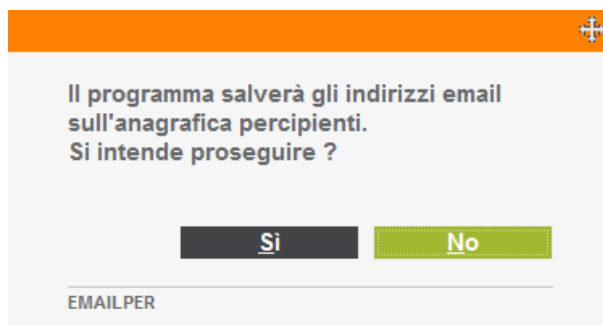 Il programma salverà gli indirizzi email
sull'anagrafica percipienti.
Si intende proseguire ?
Sì No
EMAILPER